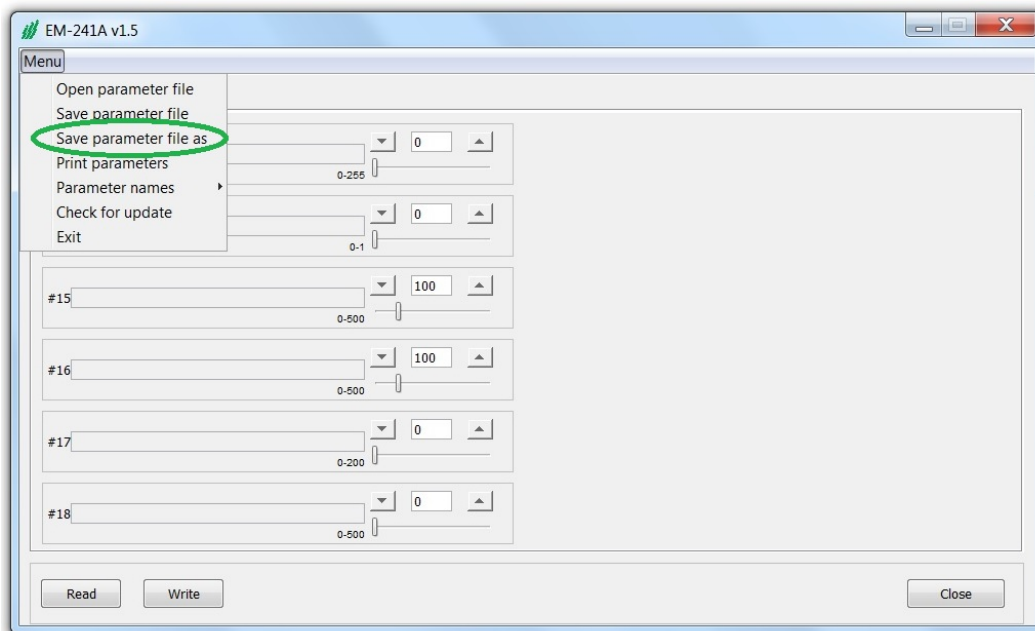 EM-241A v1.5
Menu
Open parameter file
Save parameter file
Save parameter file as
Print parameters
Parameter names
Check for update
Exit
0
0-255
0
0-1
#15
100
0-500
#16
100
0-500
#17
0
0-200
#18
0
0-500
Read Write Close